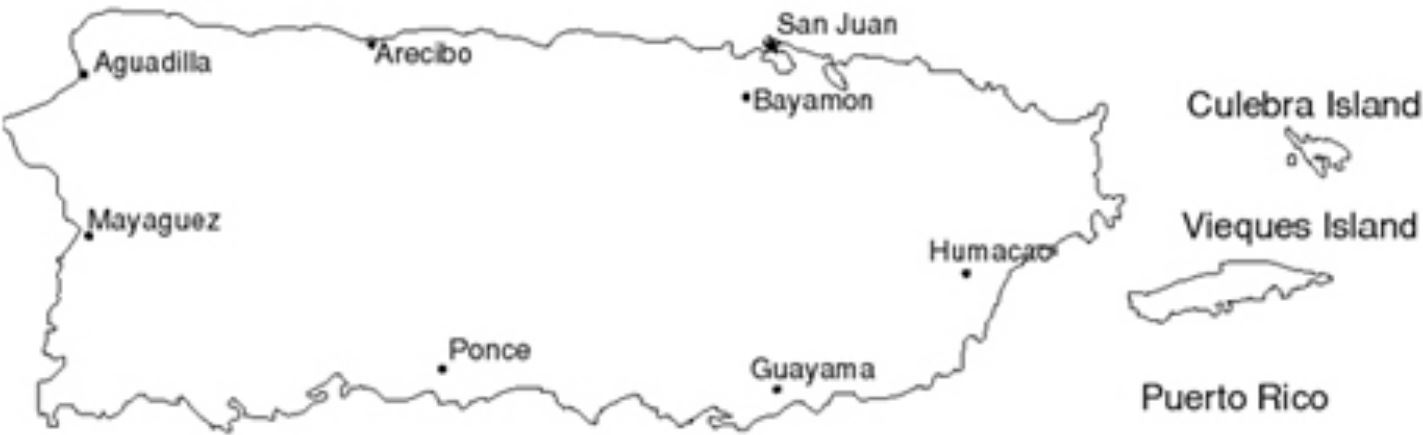 San Juan
Aguadilla
Arecibo
Bayamon
Culebra Island
Mayaguez
Vieques Island
Humacao
Ponce
Guayama
Puerto Rico